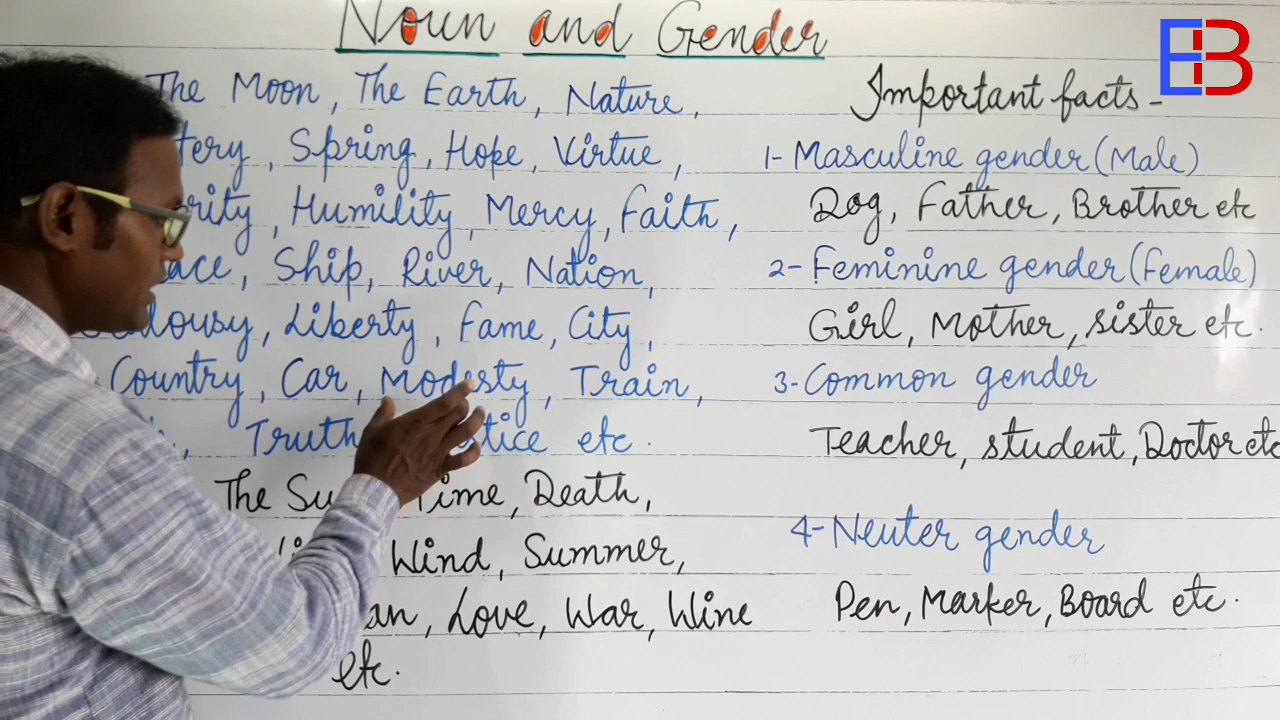 Noun and Gender
EB
The Moon, The Earth, Nature,
Spring, Hope, Virtue,
Humility, Mercy, Faith,
Ship, River, Nation,
Liberty, Fame, City,
Country, Car, Modesty, Train,
Truth etc.
The Time, Death,
Wind, Summer,
Love, War, Wine
etc.
Important facts-
1- Masculine gender (Male)
Dog, Father, Brother etc
2- Feminine gender (Female)
Girl, Mother, sister etc.
3- Common gender
Teacher, student, Doctor etc
4- Neuter gender
Pen, Marker, Board etc.